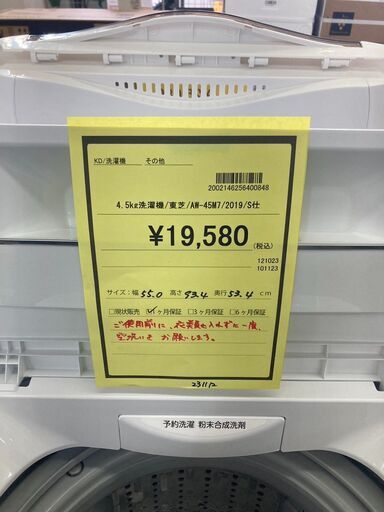 KD/洗濯機 その他
2002146256400848
4.5kg洗濯機/東芝/AW-45M7/2019/S仕
¥19,580(税込)
121023
101123
サイズ:幅 55.0 高さ 93.4 奥行 53.4 cm
□現状販売 ☑1ヶ月保証 □3ヶ月保証 □6ヶ月保証
ご使用前に、衣類を入れずに一度、
空洗いを お願いします。
231112
予約洗濯 粉末合成洗剤